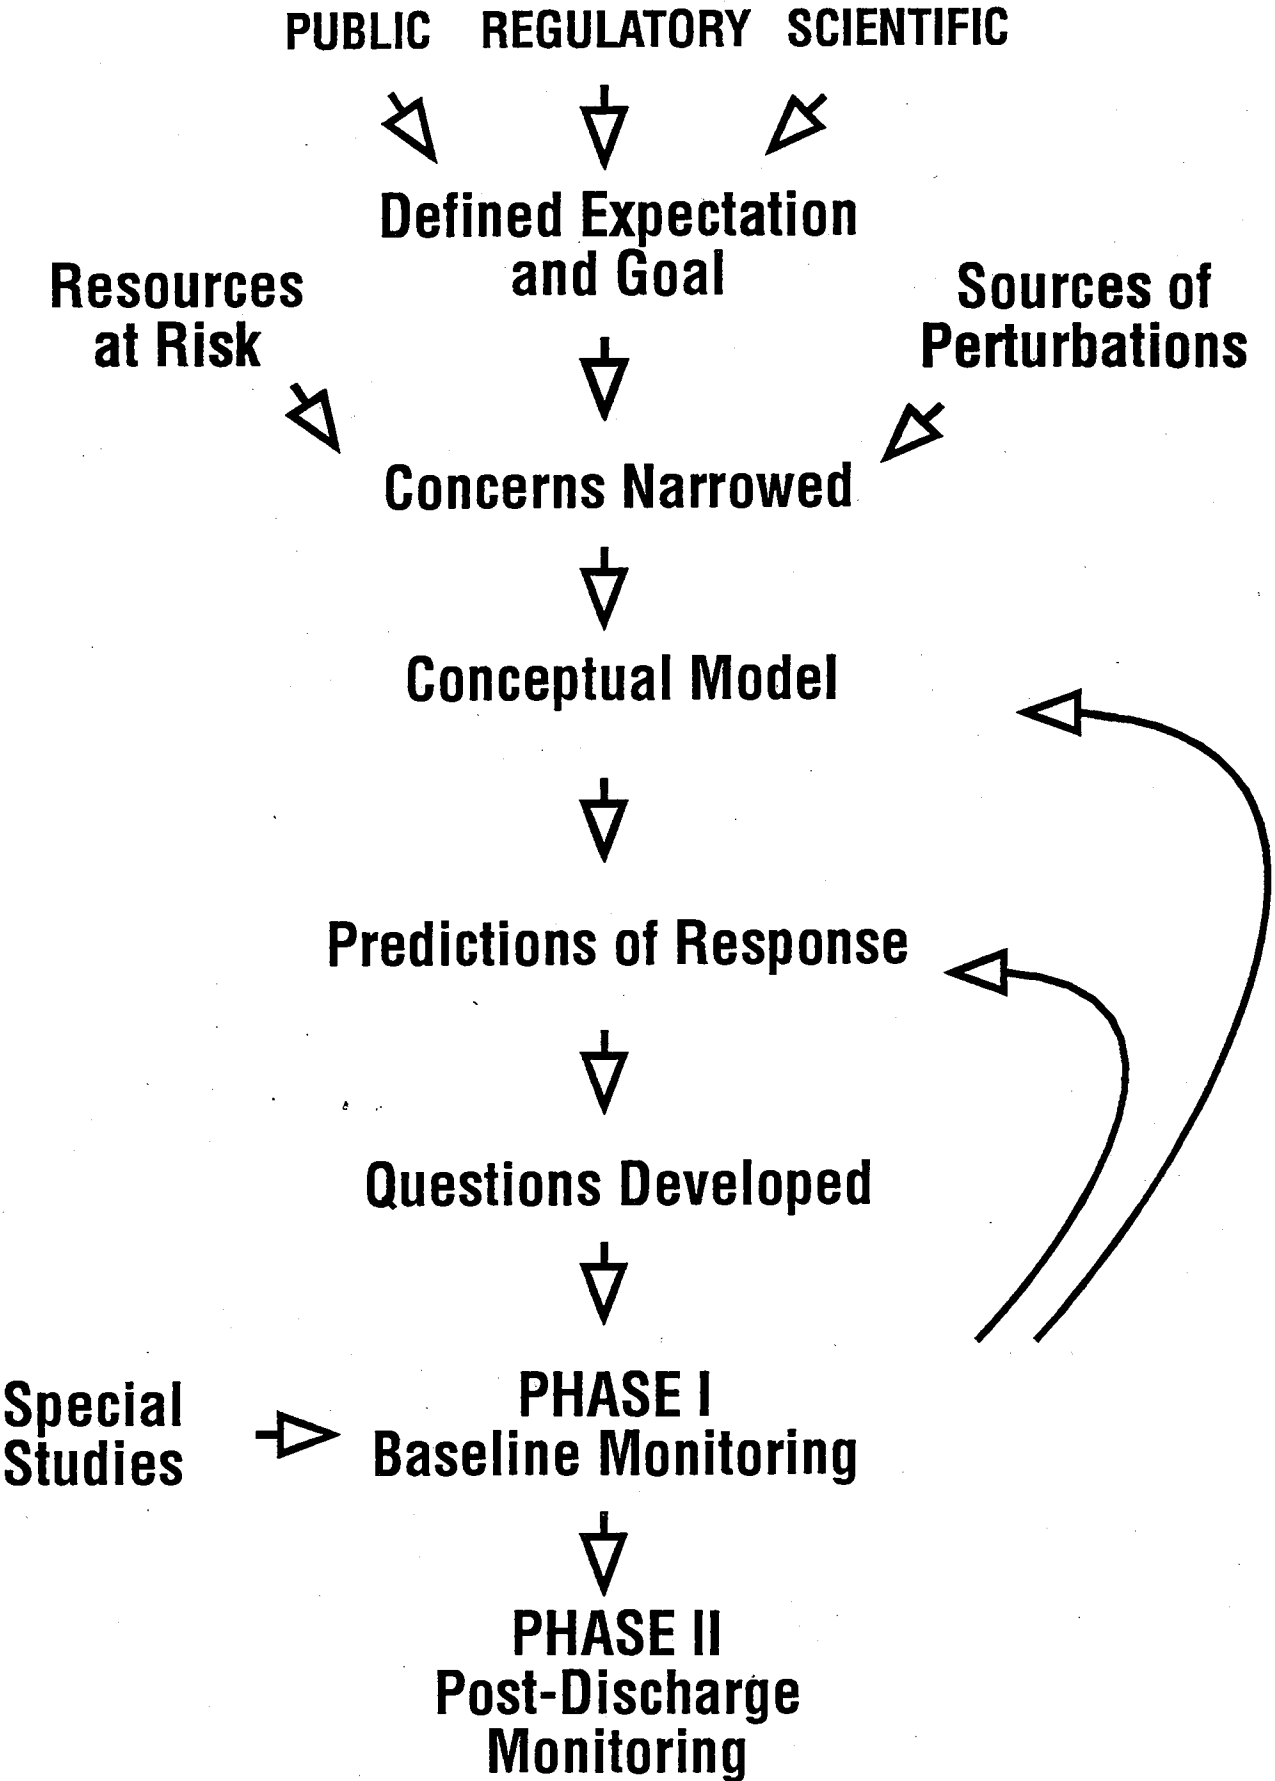 PUBLIC REGULATORY SCIENTIFIC
Defined Expectation
and Goal
Resources
at Risk
Sources of
Perturbations
Concerns Narrowed
Conceptual Model
Predictions of Response
Questions Developed
Special
Studies
PHASE I
Baseline Monitoring
PHASE II
Post-Discharge
Monitoring